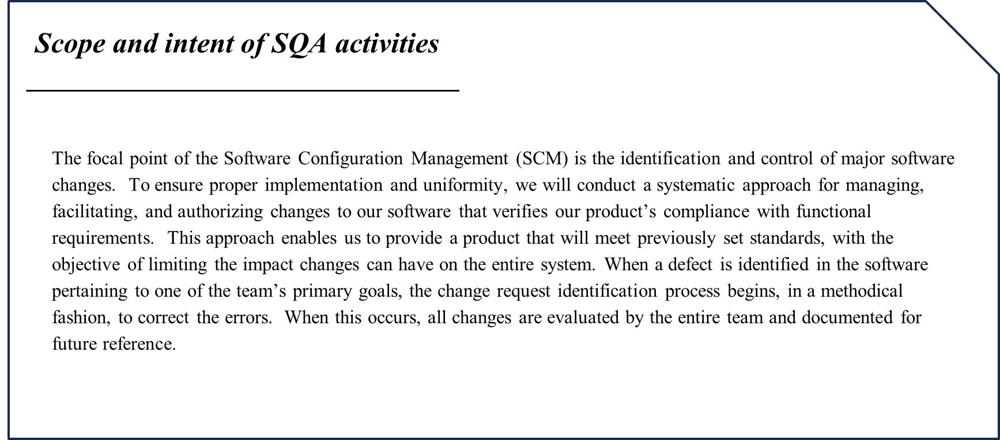 Scope and intent of SQA activities
The focal point of the Software Configuration Management (SCM) is the identification and control of major software
changes.  To ensure proper implementation and uniformity, we will conduct a systematic approach for managing,
facilitating, and authorizing changes to our software that verifies our product’s compliance with functional
requirements.  This approach enables us to provide a product that will meet previously set standards, with the
objective of limiting the impact changes can have on the entire system.  When a defect is identified in the software
pertaining to one of the team’s primary goals, the change request identification process begins, in a methodical
fashion, to correct the errors.  When this occurs, all changes are evaluated by the entire team and documented for
future reference.